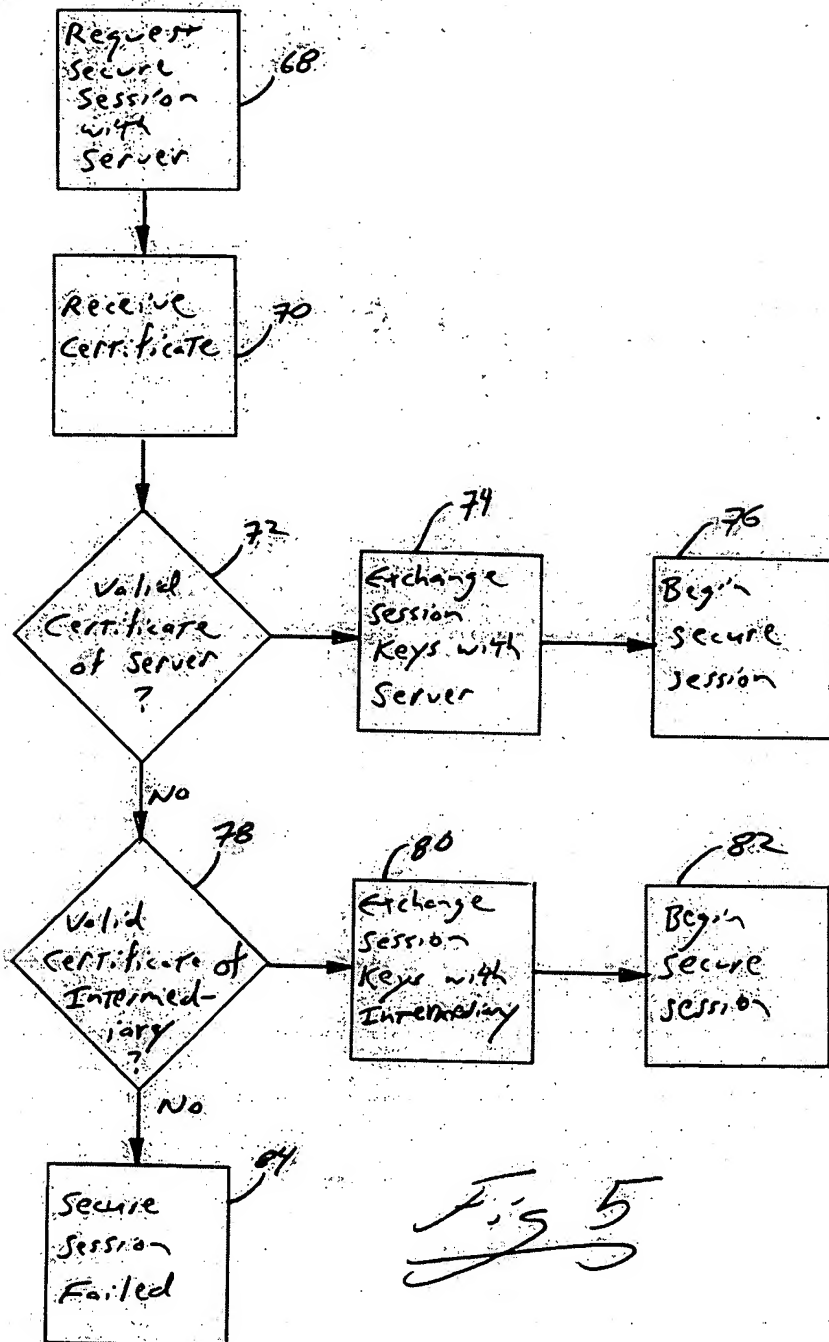 Request
Secure
Session
with
Server
68
Receive
Certificate
70
72
Valid
Certificate
of Server
?
74
Exchange
Session
Keys with
Server
76
Begin
secure
session
No
78
Valid
Certificate of
Intermed-
iary
?
80
Exchange
Session
Keys with
Intermediary
82
Begin
secure
session
No
84
Secure
Session
Failed
Fig 5